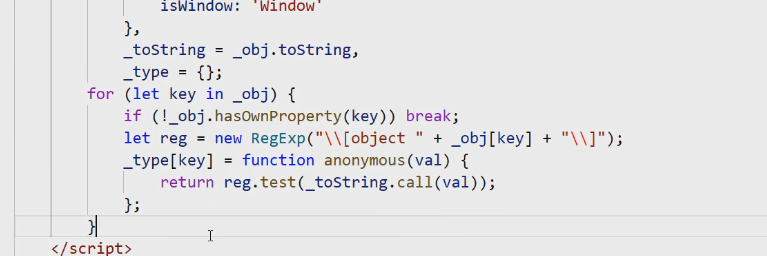 isWindow: 'Window'
},
_toString = _obj.toString,
_type = {};
for (let key in _obj) {
if (!_obj.hasOwnProperty(key)) break;
let reg = new RegExp("\\[object " + _obj[key] + "\\]");
_type[key] = function anonymous(val) {
return reg.test(_toString.call(val));
};
}
</script>